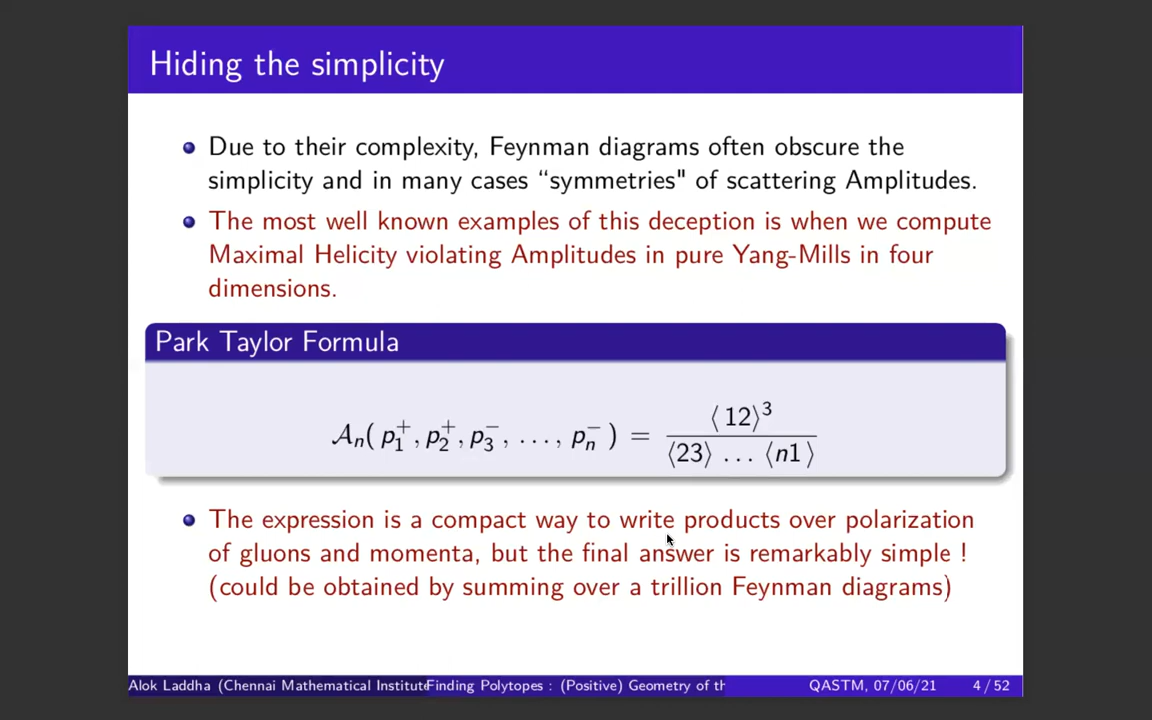 Hiding the simplicity
Due to their complexity, Feynman diagrams often obscure the
simplicity and in many cases “symmetries" of scattering Amplitudes.
The most well known examples of this deception is when we compute
Maximal Helicity violating Amplitudes in pure Yang-Mills in four
dimensions.
Park Taylor Formula
𝒜ₙ( p₁⁺, p₂⁺, p₃⁻, . . . , pₙ⁻ ) = ⟨ 12⟩³ / ⟨23⟩ . . . ⟨n1 ⟩
The expression is a compact way to write products over polarization
of gluons and momenta, but the final answer is remarkably simple !
(could be obtained by summing over a trillion Feynman diagrams)
Alok Laddha (Chennai Mathematical Institute Finding Polytopes : (Positive) Geometry of th QASTM, 07/06/21 4 / 52